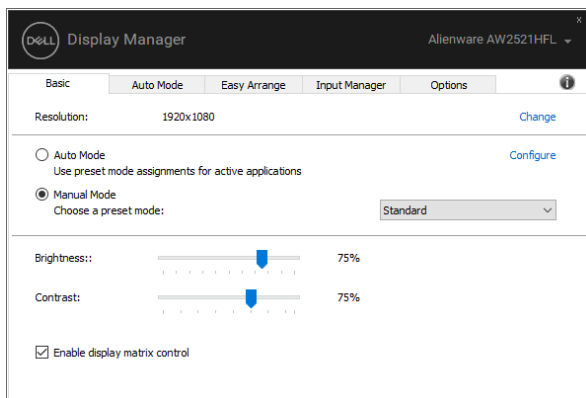 DELL Display Manager Alienware AW2521HFL
x
Basic Auto Mode Easy Arrange Input Manager Options i
Resolution: 1920x1080 Change
Auto Mode Configure
Use preset mode assignments for active applications
Manual Mode
Choose a preset mode: Standard
Brightness:: 75%
Contrast: 75%
Enable display matrix control